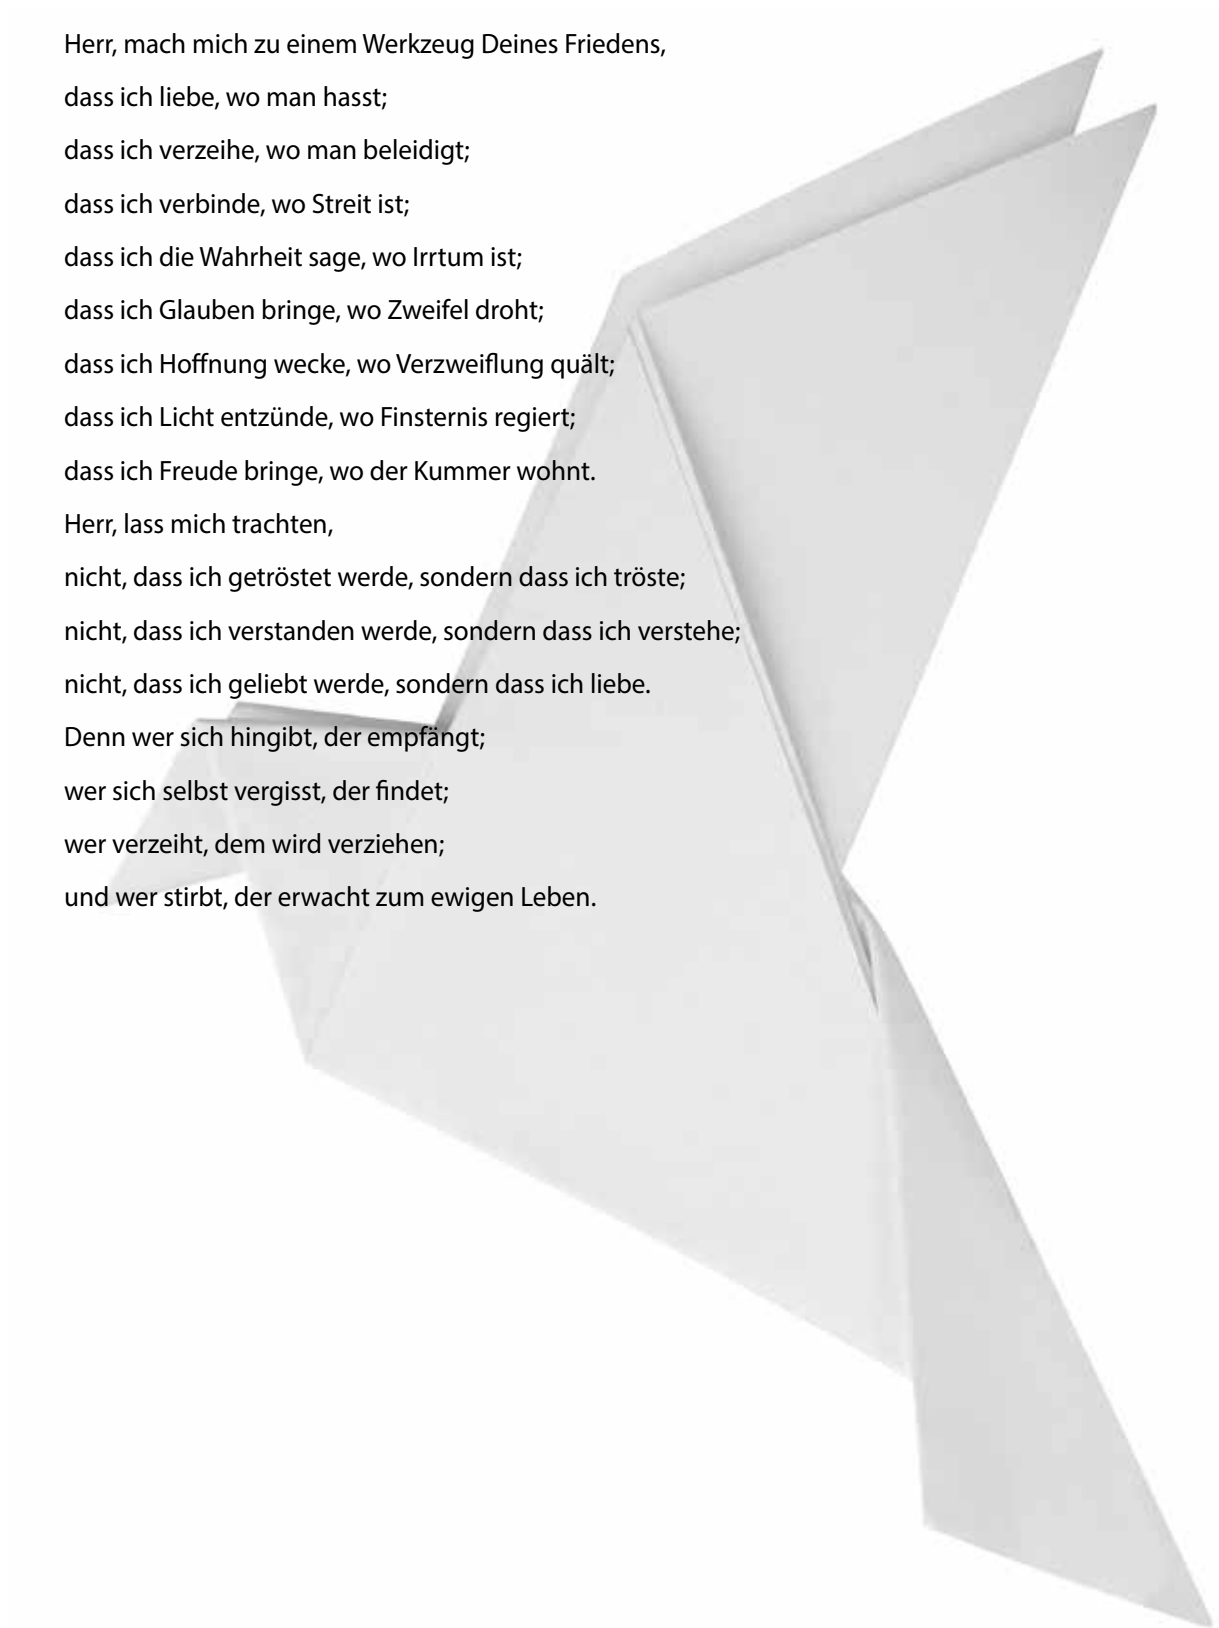 Herr, mach mich zu einem Werkzeug Deines Friedens,
dass ich liebe, wo man hasst;
dass ich verzeihe, wo man beleidigt;
dass ich verbinde, wo Streit ist;
dass ich die Wahrheit sage, wo Irrtum ist;
dass ich Glauben bringe, wo Zweifel droht;
dass ich Hoffnung wecke, wo Verzweiflung quält;
dass ich Licht entzünde, wo Finsternis regiert;
dass ich Freude bringe, wo der Kummer wohnt.
Herr, lass mich trachten,
nicht, dass ich getröstet werde, sondern dass ich tröste;
nicht, dass ich verstanden werde, sondern dass ich verstehe;
nicht, dass ich geliebt werde, sondern dass ich liebe.
Denn wer sich hingibt, der empfängt;
wer sich selbst vergisst, der findet;
wer verzeiht, dem wird verziehen;
und wer stirbt, der erwacht zum ewigen Leben.